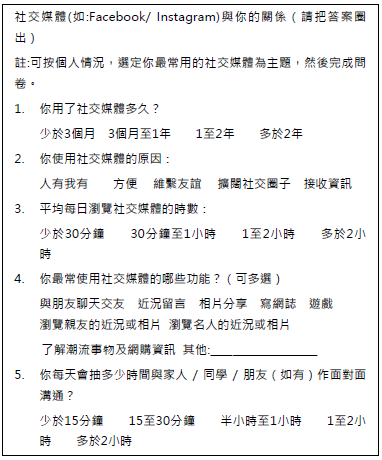 社交媒體(如:Facebook/ Instagram)與你的關係（請把答案圈
出）
註:可按個人情況，選定你最常用的社交媒體為主題，然後完成問
卷。
1. 你用了社交媒體多久？
少於3個月 3個月至1年 1至2年 多於2年
2. 你使用社交媒體的原因：
人有我有 方便 維繫友誼 擴闊社交圈子 接收資訊
3. 平均每日瀏覽社交媒體的時數：
少於30分鐘 30分鐘至1小時 1至2小時 多於2小
時
4. 你最常使用社交媒體的哪些功能？（可多選）
與朋友聊天交友 近況留言 相片分享 寫網誌 遊戲
瀏覽親友的近況或相片 瀏覽名人的近況或相片
了解潮流事物及網購資訊 其他:____________________
5. 你每天會抽多少時間與家人 / 同學 / 朋友（如有）作面對面
溝通？
少於15分鐘 15至30分鐘 半小時至1小時 1至2小
時 多於2小時